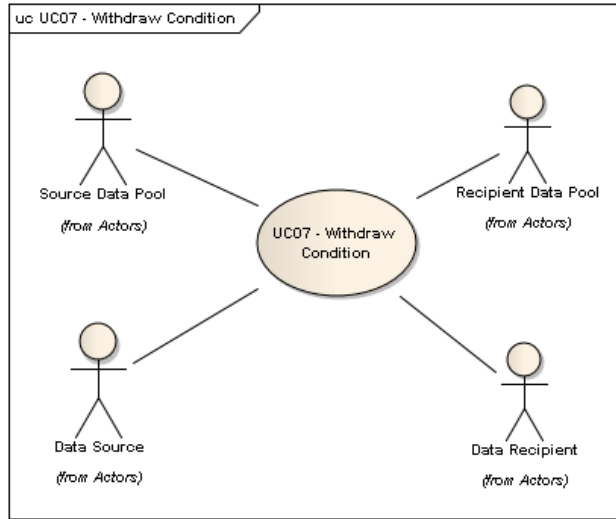 uc UC07 - Withdraw Condition
Source Data Pool
(from Actors)
Recipient Data Pool
(from Actors)
UC07 - Withdraw
Condition
Data Source
(from Actors)
Data Recipient
(from Actors)